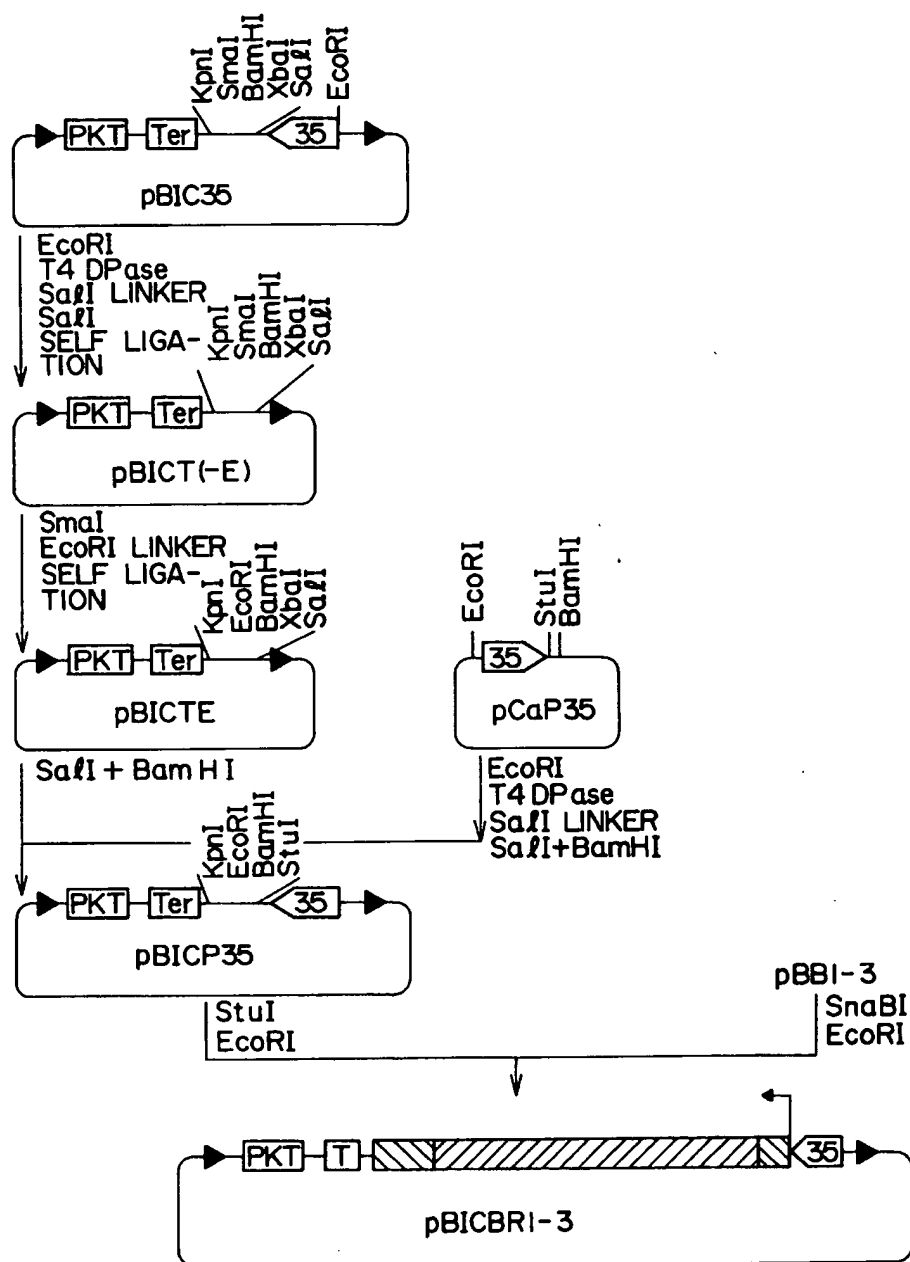 KpnI
SmaI
BamHI
XbaI
SalI
EcoRI
PKT
Ter
35
pBIC35
EcoRI
T4 DPase
SalI LINKER
SalI
SELF LIGA-
TION
KpnI
SmaI
BamHI
XbaI
SalI
PKT
Ter
pBICT(-E)
SmaI
EcoRI LINKER
SELF LIGA-
TION
KpnI
EcoRI
BamHI
XbaI
SalI
PKT
Ter
pBICTE
EcoRI
StuI
BamHI
35
pCaP35
SalI + BamHI
EcoRI
T4 DPase
SalI LINKER
SalI+BamHI
KpnI
EcoRI
BamHI
StuI
PKT
Ter
35
pBICP35
StuI
EcoRI
pBBI-3
SnaBI
EcoRI
PKT
T
35
pBICBRI-3